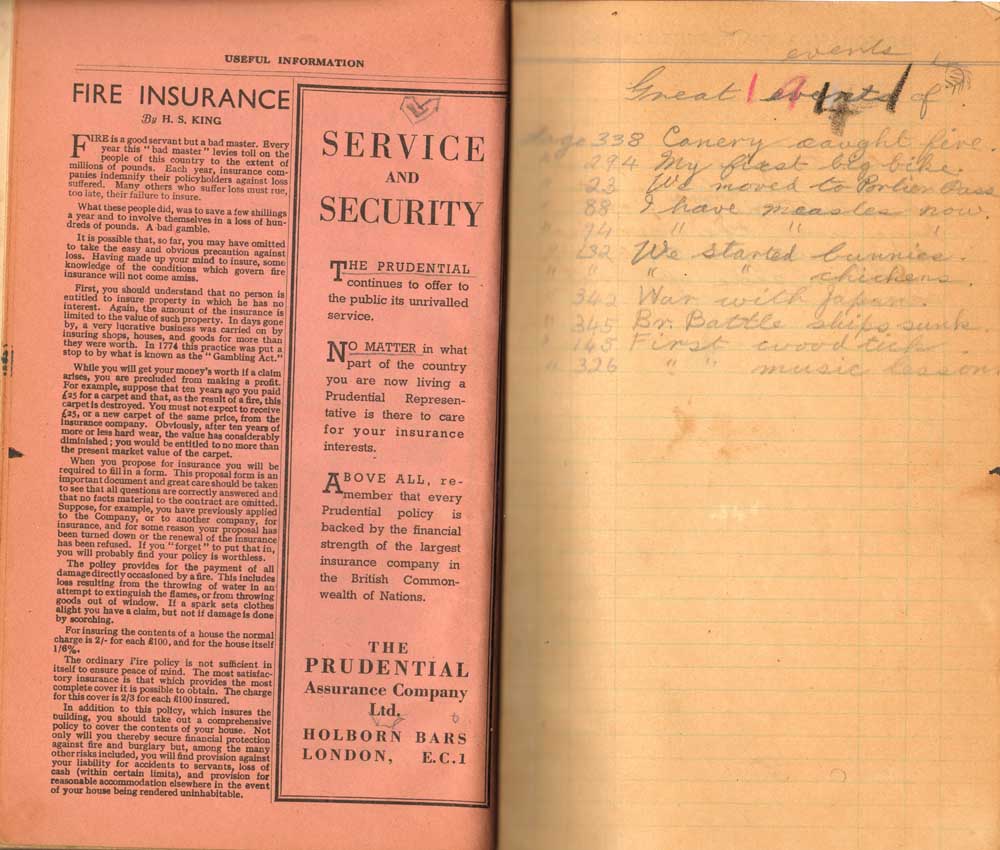 USEFUL INFORMATION
FIRE INSURANCE
By H. S. KING
FIRE is a good servant but a bad master. Every
year this "bad master" levies toll on the
people of this country to the extent of
millions of pounds. Each year, insurance com-
panies indemnify their policyholders against loss
suffered. Many others who suffer loss must rue,
too late, their failure to insure.
What these people did, was to save a few shillings
a year and to involve themselves in a loss of hun-
dreds of pounds. A bad gamble.
It is possible that, so far, you may have omitted
to take the easy and obvious precaution against
loss. Having made up your mind to insure, some
knowledge of the conditions which govern fire
insurance will not come amiss.
First, you should understand that no person is
entitled to insure property in which he has no
interest. Again, the amount of the insurance is
limited to the value of such property. In days gone
by, a very lucrative business was carried on by
insuring shops, houses, and goods for more than
they were worth. In 1774 this practice was put a
stop to by what is known as the "Gambling Act."
While you will get your money's worth if a claim
arises, you are precluded from making a profit.
For example, suppose that ten years ago you paid
£25 for a carpet and that, as the result of a fire, this
carpet is destroyed. You must not expect to receive
£25, or a new carpet of the same price, from the
insurance company. Obviously, after ten years of
more or less hard wear, the value has considerably
diminished; you would be entitled to no more than
the present market value of the carpet.
When you propose for insurance you will be
required to fill in a form. This proposal form is an
important document and great care should be taken
to see that all questions are correctly answered and
that no facts material to the contract are omitted.
Suppose, for example, you have previously applied
to the Company, or to another company, for
insurance, and for some reason your proposal has
been turned down or the renewal of the insurance
has been refused. If you "forget" to put that in,
you will probably find your policy is worthless.
The policy provides for the payment of all
damage directly occasioned by a fire. This includes
loss resulting from the throwing of water in an
attempt to extinguish the flames, or from throwing
goods out of window. If a spark sets clothes
alight you have a claim, but not if damage is done
by scorching.
For insuring the contents of a house the normal
charge is 2/- for each £100, and for the house itself
1/6%.
The ordinary Fire policy is not sufficient in
itself to ensure peace of mind. The most satisfac-
tory insurance is that which provides the most
complete cover it is possible to obtain. The charge
for this cover is 2/3 for each £100 insured.
In addition to this policy, which insures the
building, you should take out a comprehensive
policy to cover the contents of your house. Not
only will you thereby secure financial protection
against fire and burglary but, among the many
other risks included, you will find provision against
your liability for accidents to servants, loss of
cash (within certain limits), and provision for
reasonable accommodation elsewhere in the event
of your house being rendered uninhabitable.
SERVICE
AND
SECURITY
THE PRUDENTIAL
continues to offer to
the public its unrivalled
service.
NO MATTER in what
part of the country
you are now living a
Prudential Represen-
tative is there to care
for your insurance
interests.
ABOVE ALL, re-
member that every
Prudential policy is
backed by the financial
strength of the largest
insurance company in
the British Common-
wealth of Nations.
THE
PRUDENTIAL
Assurance Company
Ltd.
HOLBORN BARS
LONDON, E.C.1
events
Great events of 1941
page 338 Canery caught fire.
" 294 My first big bike.
" 23 We moved to Porlier Pass
" 88 I have measles now.
" 94 " " "
" 132 We started bunnies.
" " " " chickens
" 342 War with Japan.
" 345 Br. Battle ships sunk.
" 145 First wood
" 326 " " music lesson